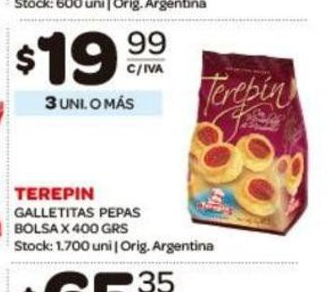 Stock: 600 uni | Orig. Argentina
$19 99
C/IVA
3 UNI. O MÁS
Terepín
TEREPIN
GALLETITAS PEPAS
BOLSA X 400 GRS
Stock: 1.700 uni | Orig. Argentina
35